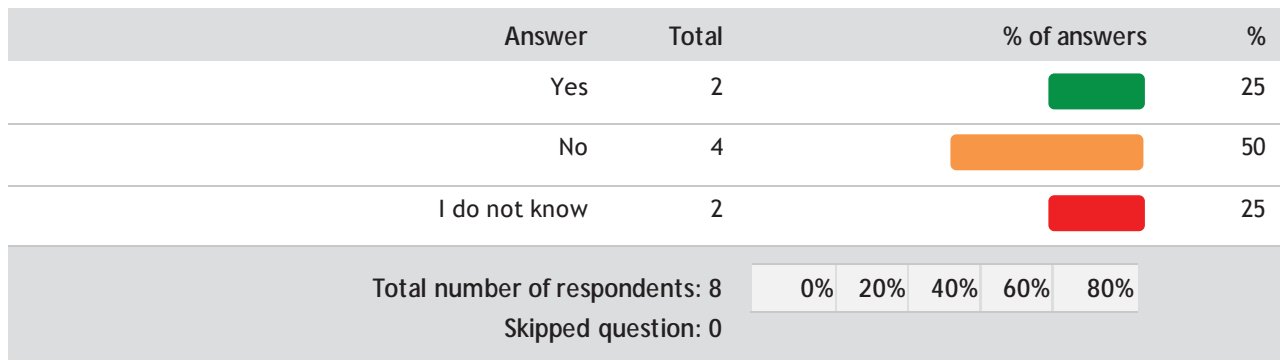 Answer Total % of answers %
Yes 2 25
No 4 50
I do not know 2 25
Total number of respondents: 8 0% 20% 40% 60% 80%
Skipped question: 0